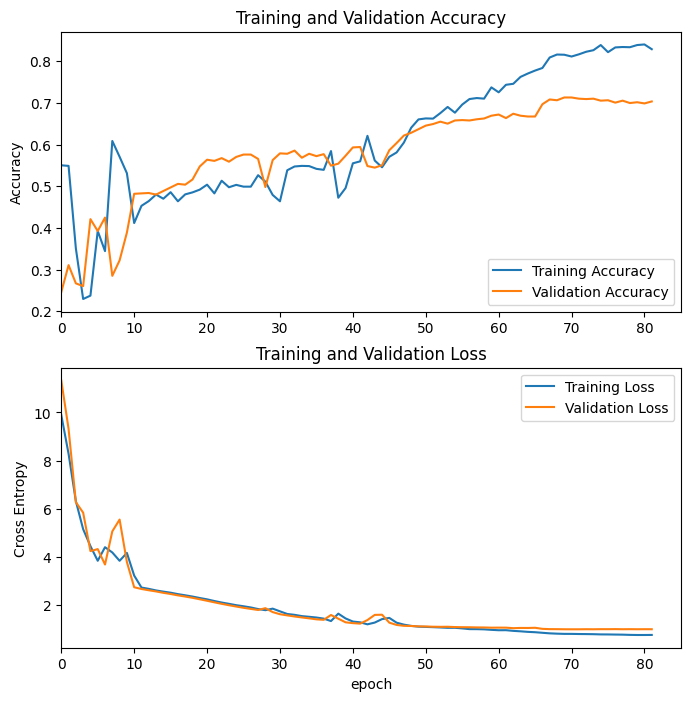 Training and Validation Accuracy
Accuracy
0.8
0.7
0.6
0.5
0.4
0.3
0.2
Training Accuracy
Validation Accuracy
0 10 20 30 40 50 60 70 80
Training and Validation Loss
Cross Entropy
10
8
6
4
2
Training Loss
Validation Loss
0 10 20 30 40 50 60 70 80
epoch